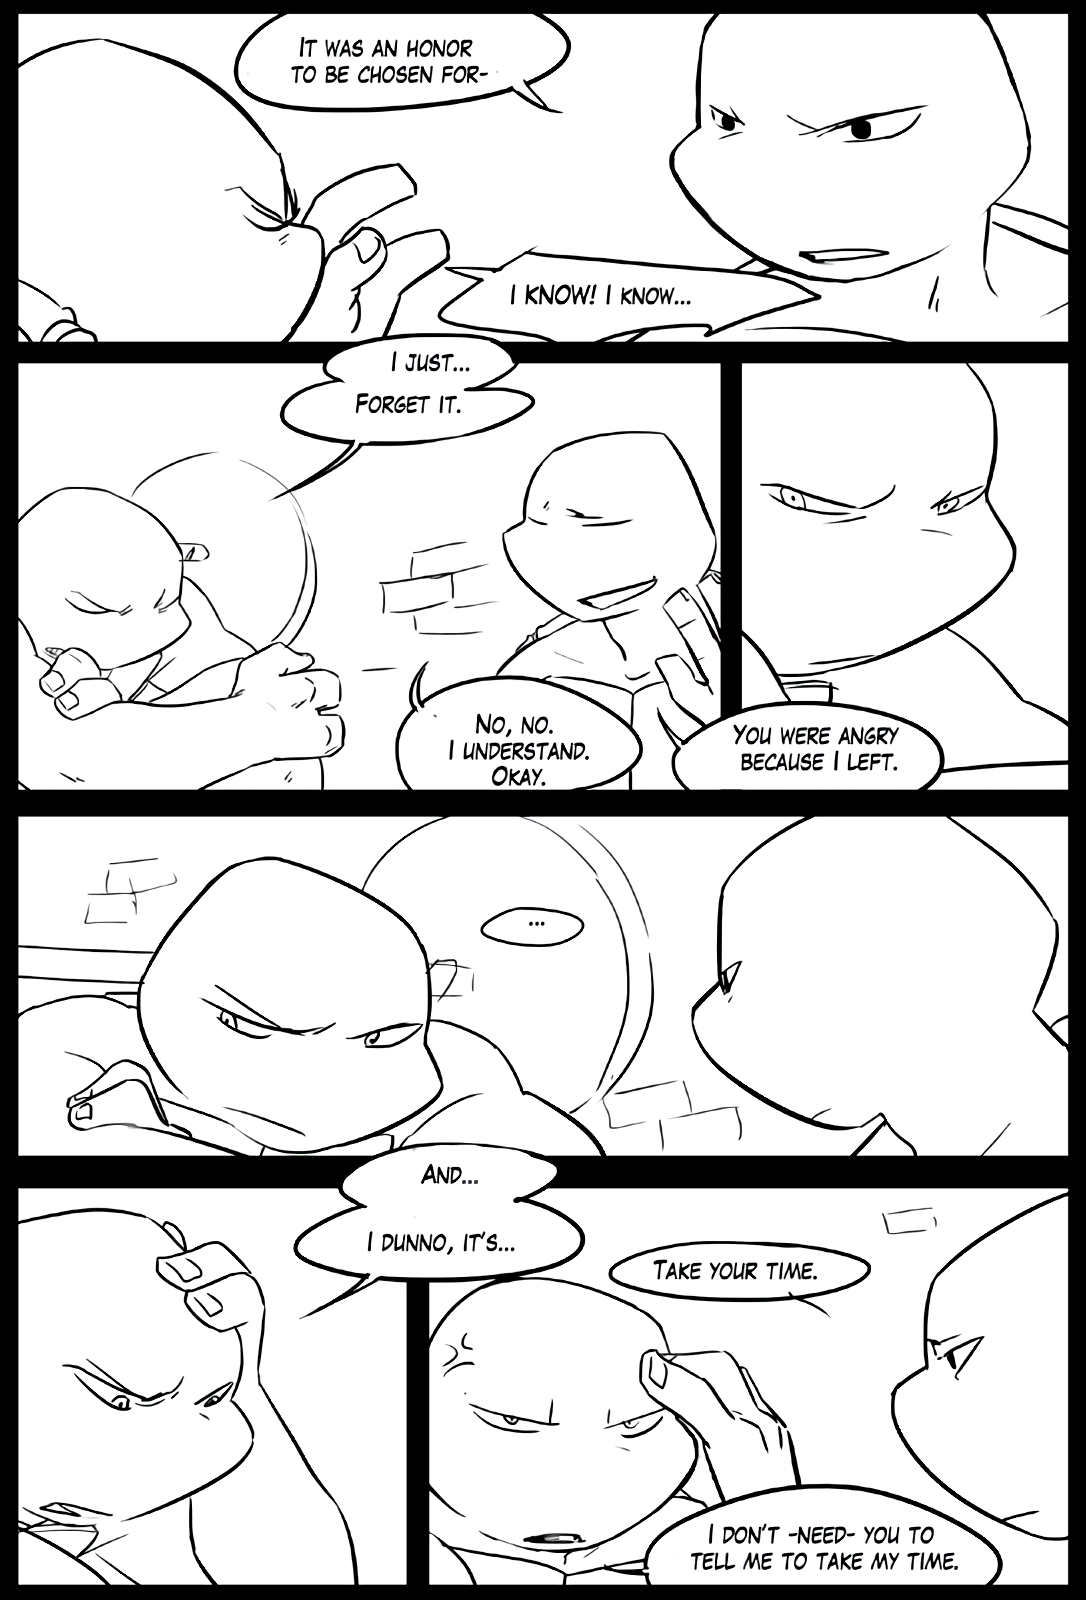 It was an honor
to be chosen for-
I KNOW! I know...
I just...
Forget it.
No, no.
I understand.
Okay.
You were angry
because I left.
...
And...
I dunno, it's...
Take your time.
I don't -need- you to
tell me to take my time.